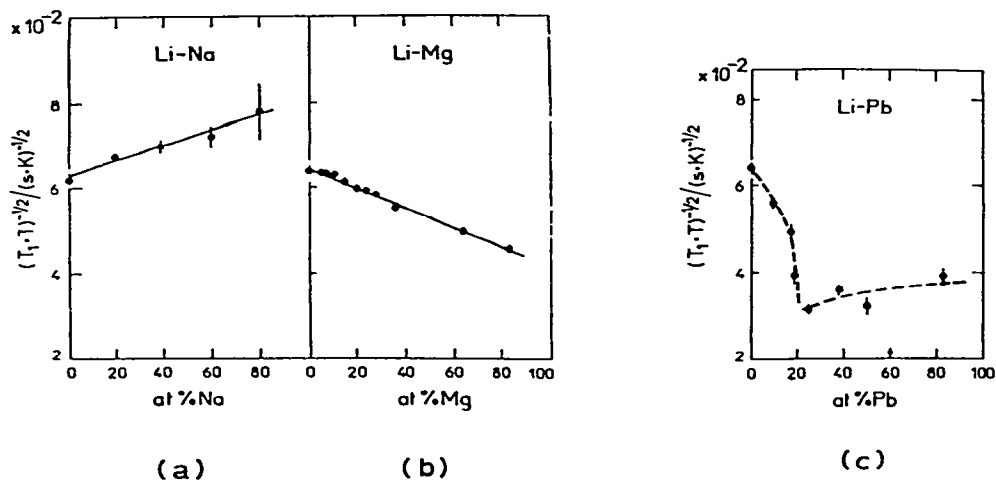 ×10⁻²
Li-Na
Li-Mg
(T₁·T)⁻¹/²/(s·K)⁻¹/²
8
6
4
2
0 20 40 60 80
0 20 40 60 80 100
at %Na
at %Mg
(a)
(b)
×10⁻²
Li-Pb
(T₁·T)⁻¹/²/(s·K)⁻¹/²
8
6
4
2
0 20 40 60 80 100
at %Pb
(c)